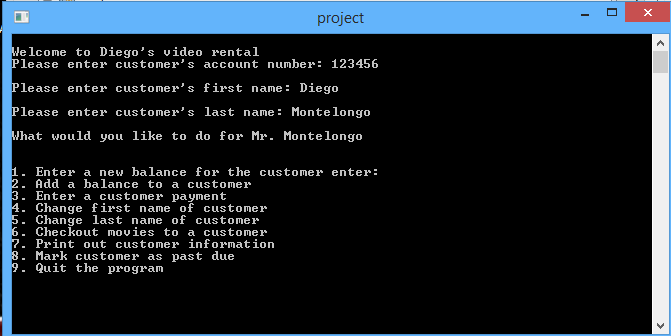 project
Welcome to Diego's video rental
Please enter customer's account number: 123456
Please enter customer's first name: Diego
Please enter customer's last name: Montelongo
What would you like to do for Mr. Montelongo
1. Enter a new balance for the customer enter:
2. Add a balance to a customer
3. Enter a customer payment
4. Change first name of customer
5. Change last name of customer
6. Checkout movies to a customer
7. Print out customer information
8. Mark customer as past due
9. Quit the program